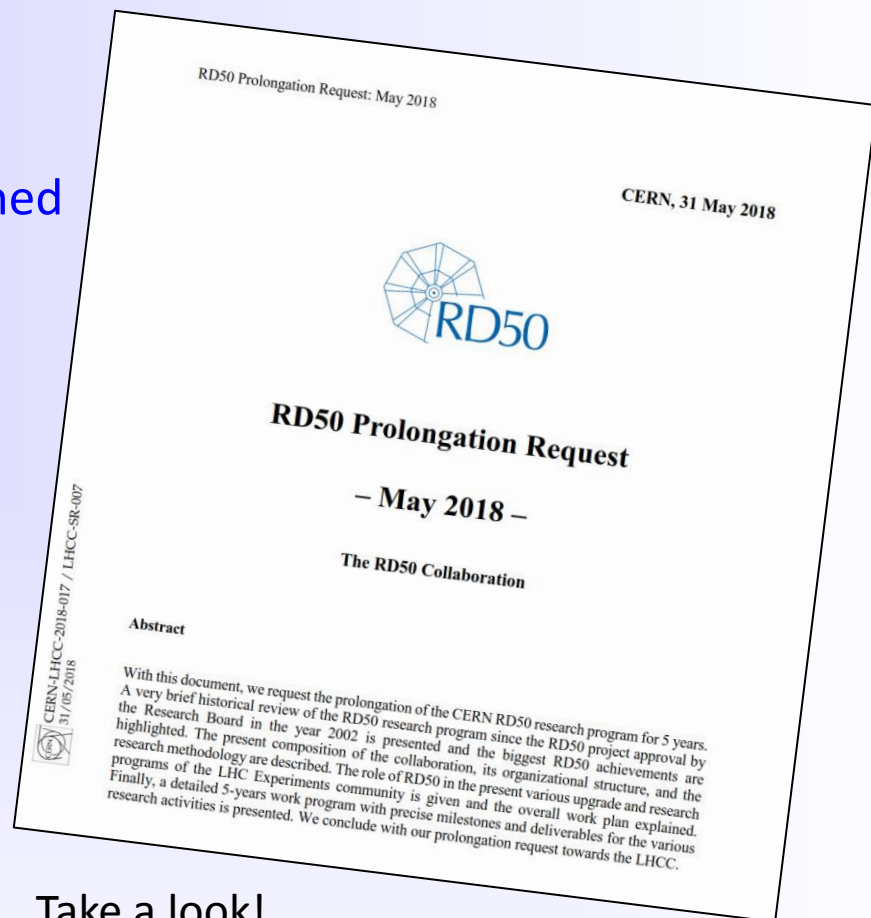 RD50 Prolongation Request: May 2018
CERN, 31 May 2018
RD50
RD50 Prolongation Request
– May 2018 –
The RD50 Collaboration
CERN-LHCC-2018-017 / LHCC-SR-007
31/05/2018
Abstract
With this document, we request the prolongation of the CERN RD50 research program for 5 years.
A very brief historical review of the RD50 research program since the RD50 project approval by
the Research Board in the year 2002 is presented and the biggest RD50 achievements are
highlighted. The present composition of the collaboration, its organizational structure, and the
research methodology are described. The role of RD50 in the present various upgrade and research
programs of the LHC Experiments community is given and the overall work plan explained.
Finally, a detailed 5-years work program with precise milestones and deliverables for the various
research activities is presented. We conclude with our prolongation request towards the LHCC.
Take a look!